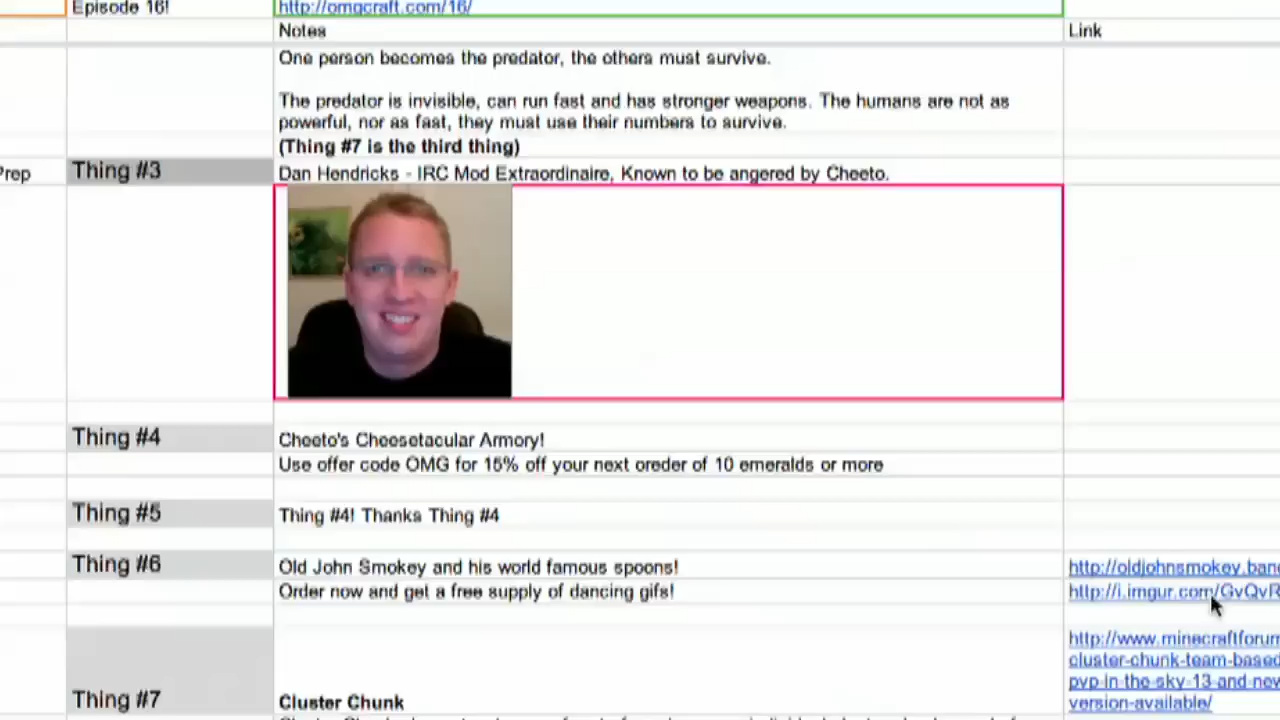 Episode 16!
http://omgcraft.com/16/
Notes
Link
One person becomes the predator, the others must survive.
The predator is invisible, can run fast and has stronger weapons. The humans are not as
powerful, nor as fast, they must use their numbers to survive.
(Thing #7 is the third thing)
Prep
Thing #3
Dan Hendricks - IRC Mod Extraordinaire, Known to be angered by Cheeto.
Thing #4
Cheeto's Cheesetacular Armory!
Use offer code OMG for 15% off your next oreder of 10 emeralds or more
Thing #5
Thing #4! Thanks Thing #4
Thing #6
Old John Smokey and his world famous spoons!
http://oldjohnsmokey.ban
Order now and get a free supply of dancing gifs!
http://i.imgur.com/GvQvR
http://www.minecraftforum
cluster-chunk-team-based
pvp-in-the-sky-13-and-new
version-available/
Thing #7
Cluster Chunk